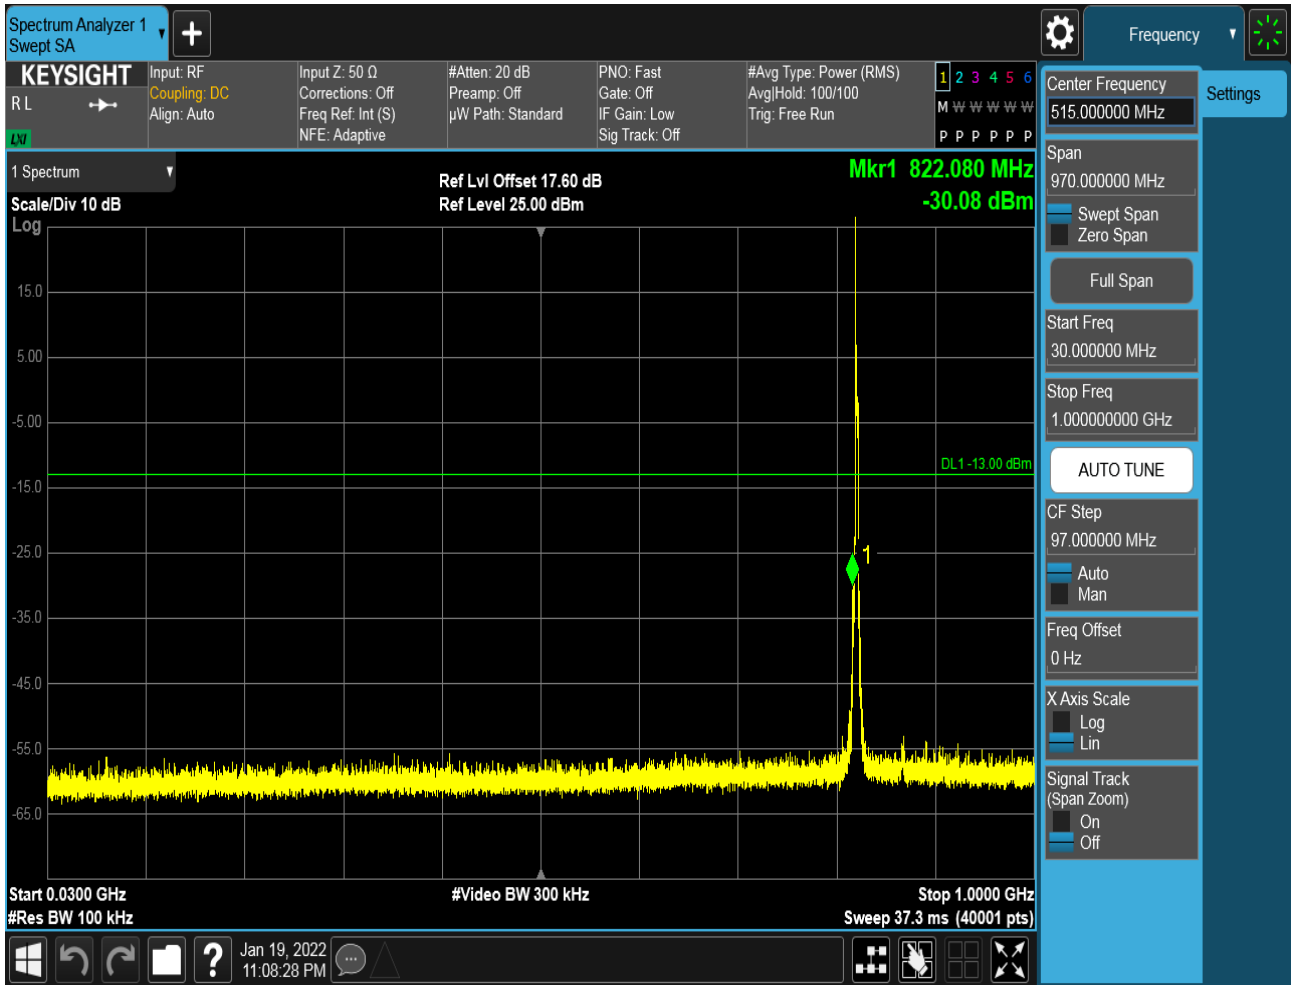 Spectrum Analyzer 1
Swept SA
Frequency
KEYSIGHT
R L
LXI
Input: RF
Coupling: DC
Align: Auto
Input Z: 50 Ω
Corrections: Off
Freq Ref: Int (S)
NFE: Adaptive
#Atten: 20 dB
Preamp: Off
µW Path: Standard
PNO: Fast
Gate: Off
IF Gain: Low
Sig Track: Off
#Avg Type: Power (RMS)
Avg|Hold: 100/100
Trig: Free Run
1 2 3 4 5 6
M W W W W W
P P P P P P
1 Spectrum
Scale/Div 10 dB
Log
Ref Lvl Offset 17.60 dB
Ref Level 25.00 dBm
Mkr1 822.080 MHz
-30.08 dBm
15.0
5.00
-5.00
DL1 -13.00 dBm
-15.0
-25.0
1
-35.0
-45.0
-55.0
-65.0
Start 0.0300 GHz
#Video BW 300 kHz
Stop 1.0000 GHz
#Res BW 100 kHz
Sweep 37.3 ms (40001 pts)
Jan 19, 2022
11:08:28 PM
Center Frequency
515.000000 MHz
Settings
Span
970.000000 MHz
Swept Span
Zero Span
Full Span
Start Freq
30.000000 MHz
Stop Freq
1.000000000 GHz
AUTO TUNE
CF Step
97.000000 MHz
Auto
Man
Freq Offset
0 Hz
X Axis Scale
Log
Lin
Signal Track
(Span Zoom)
On
Off